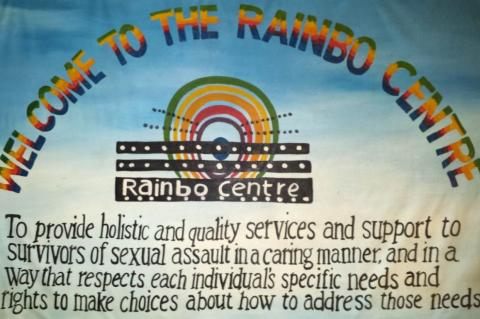 WELCOME TO THE RAINBO CENTRE
Rainbo Centre
To provide holistic and quality services and support to
survivors of sexual assault in a caring manner, and in a
way that respects each individual's specific needs and
rights to make choices about how to address those needs